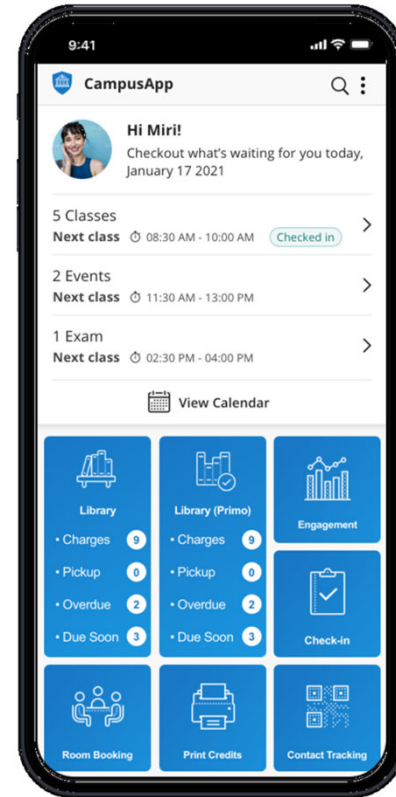 9:41
CampusApp
Hi Miri!
Checkout what's waiting for you today,
January 17 2021
5 Classes
Next class 08:30 AM - 10:00 AM Checked in
2 Events
Next class 11:30 AM - 13:00 PM
1 Exam
Next class 02:30 PM - 04:00 PM
View Calendar
Library
• Charges 9
• Pickup 0
• Overdue 2
• Due Soon 3
Library (Primo)
• Charges 9
• Pickup 0
• Overdue 2
• Due Soon 3
Engagement
Check-in
Room Booking
Print Credits
Contact Tracking